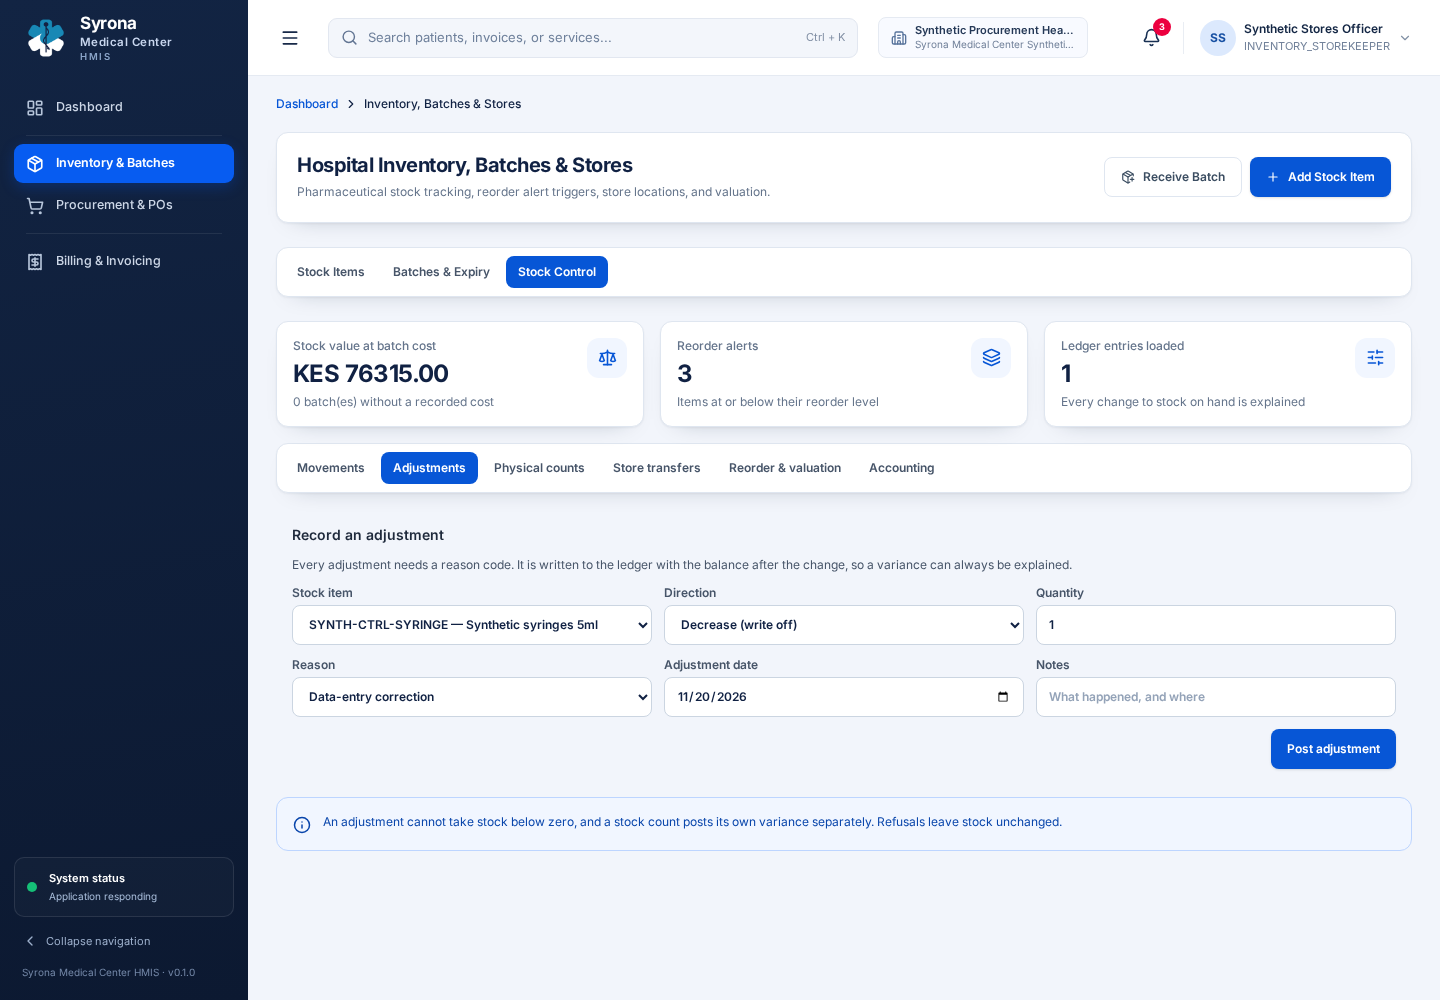 Syrona
Medical Center
HMIS
Dashboard
Inventory & Batches
Procurement & POs
Billing & Invoicing
System status
Application responding
Collapse navigation
Syrona Medical Center HMIS · v0.1.0
Search patients, invoices, or services...
Ctrl + K
Synthetic Procurement Hea...
Syrona Medical Center Syntheti...
3
SS
Synthetic Stores Officer
INVENTORY_STOREKEEPER
Dashboard > Inventory, Batches & Stores
Hospital Inventory, Batches & Stores
Pharmaceutical stock tracking, reorder alert triggers, store locations, and valuation.
Receive Batch
Add Stock Item
Stock Items
Batches & Expiry
Stock Control
Stock value at batch cost
KES 76315.00
0 batch(es) without a recorded cost
Reorder alerts
3
Items at or below their reorder level
Ledger entries loaded
1
Every change to stock on hand is explained
Movements
Adjustments
Physical counts
Store transfers
Reorder & valuation
Accounting
Record an adjustment
Every adjustment needs a reason code. It is written to the ledger with the balance after the change, so a variance can always be explained.
Stock item
SYNTH-CTRL-SYRINGE — Synthetic syringes 5ml
Direction
Decrease (write off)
Quantity
1
Reason
Data-entry correction
Adjustment date
11/20/2026
Notes
What happened, and where
Post adjustment
An adjustment cannot take stock below zero, and a stock count posts its own variance separately. Refusals leave stock unchanged.